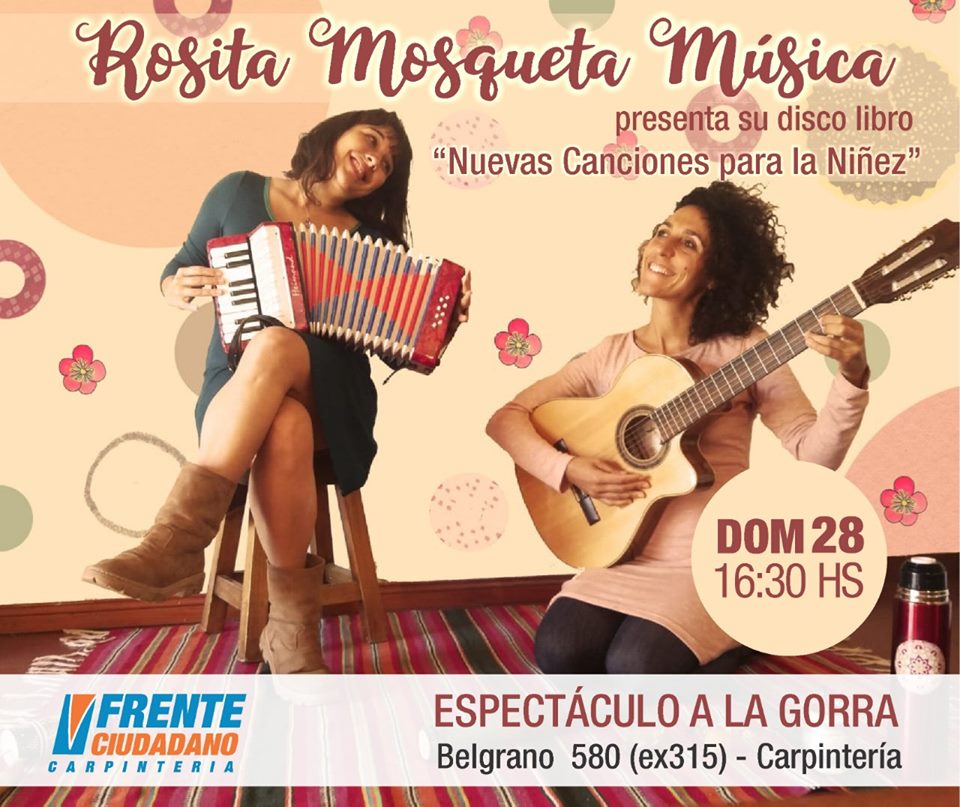 Rosita Mosqueta Música
presenta su disco libro
“Nuevas Canciones para la Niñez”
DOM 28
16:30 HS
FRENTE
CIUDADANO
CARPINTERIA
ESPECTÁCULO A LA GORRA
Belgrano 580 (ex315) - Carpintería